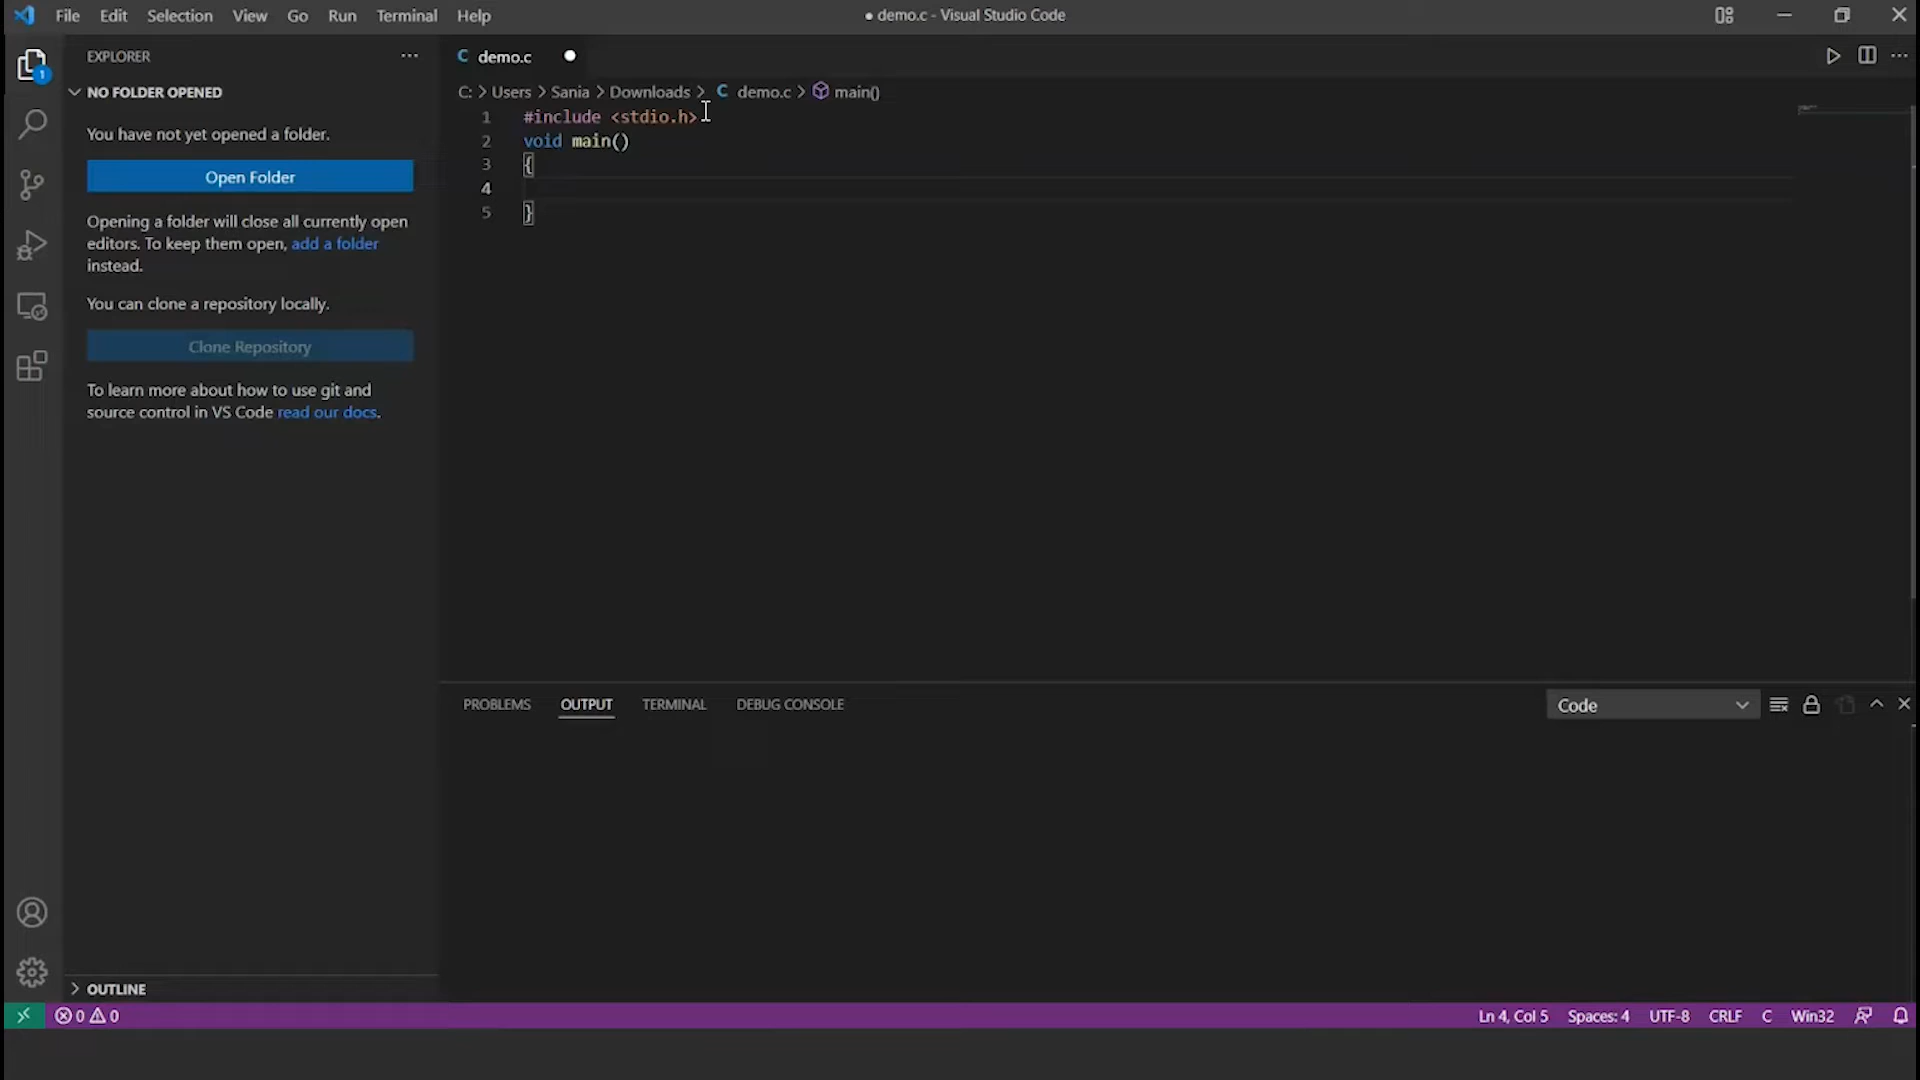 File Edit Selection View Go Run Terminal Help
● demo.c - Visual Studio Code
EXPLORER ···
1
NO FOLDER OPENED
You have not yet opened a folder.
Open Folder
Opening a folder will close all currently open
editors. To keep them open, add a folder
instead.
You can clone a repository locally.
Clone Repository
To learn more about how to use git and
source control in VS Code read our docs.
OUTLINE
C demo.c
C: > Users > Sania > Downloads > C demo.c > main()
1 #include <stdio.h>
2 void main()
3 {
4
5 }
PROBLEMS OUTPUT TERMINAL DEBUG CONSOLE
Code
0 0
Ln 4, Col 5 Spaces: 4 UTF-8 CRLF C Win32